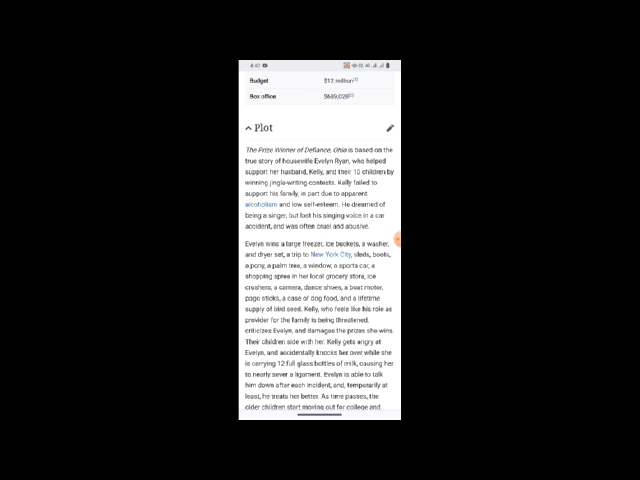 4:40
Budget $12 million[2]
Box office $689,028[2]
Plot
The Prize Winner of Defiance, Ohio is based on the
true story of housewife Evelyn Ryan, who helped
support her husband, Kelly, and their 10 children by
winning jingle-writing contests. Kelly failed to
support his family, in part due to apparent
alcoholism and low self-esteem. He dreamed of
being a singer, but lost his singing voice in a car
accident, and was often cruel and abusive.
Evelyn wins a large freezer, ice buckets, a washer,
and dryer set, a trip to New York City, sleds, boots,
a pony, a palm tree, a window, a sports car, a
shopping spree in her local grocery store, ice
crushers, a camera, dance shoes, a boat motor,
pogo sticks, a case of dog food, and a lifetime
supply of bird seed. Kelly, who feels like his role as
provider for the family is being threatened,
criticizes Evelyn, and damages the prizes she wins.
Their children side with her. Kelly gets angry at
Evelyn, and accidentally knocks her over while she
is carrying 12 full glass bottles of milk, causing her
to nearly sever a ligament. Evelyn is able to talk
him down after each incident, and, temporarily at
least, he treats her better. As time passes, the
older children start moving out for college and